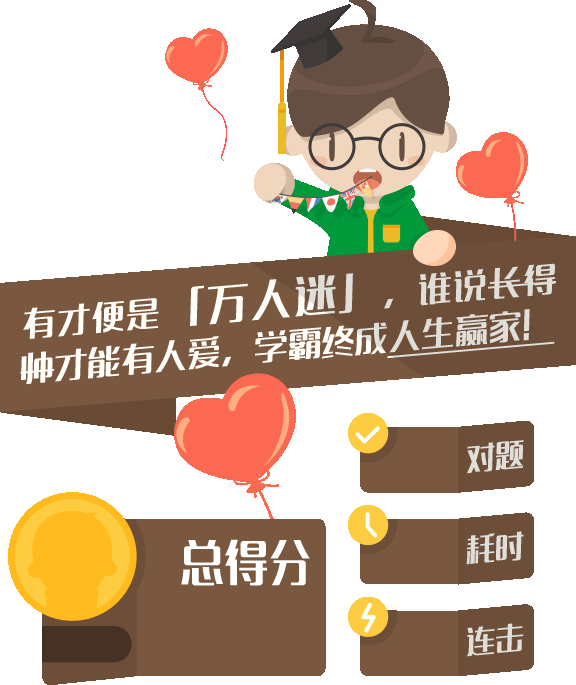 有才便是「万人迷」，谁说长得
帅才能有人爱，学霸终成人生赢家！
对题
总得分
耗时
连击